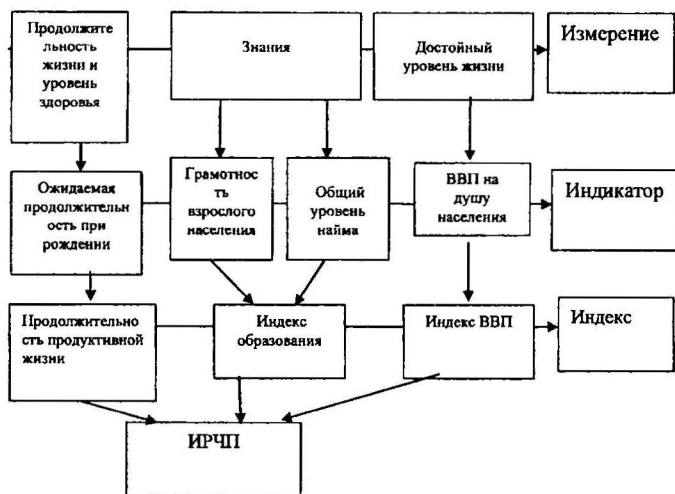 Продолжите
льность
жизни и
уровень
здоровья
Знания
Достойный
уровень жизни
Измерение
Ожидаемая
продолжительн
ость при
рождении
Грамотнос
ть
взрослого
населения
Общий
уровень
найма
ВВП на
душу
населения
Индикатор
Продолжительно
сть продуктивной
жизни
Индекс
образования
Индекс ВВП
Индекс
ИРЧП